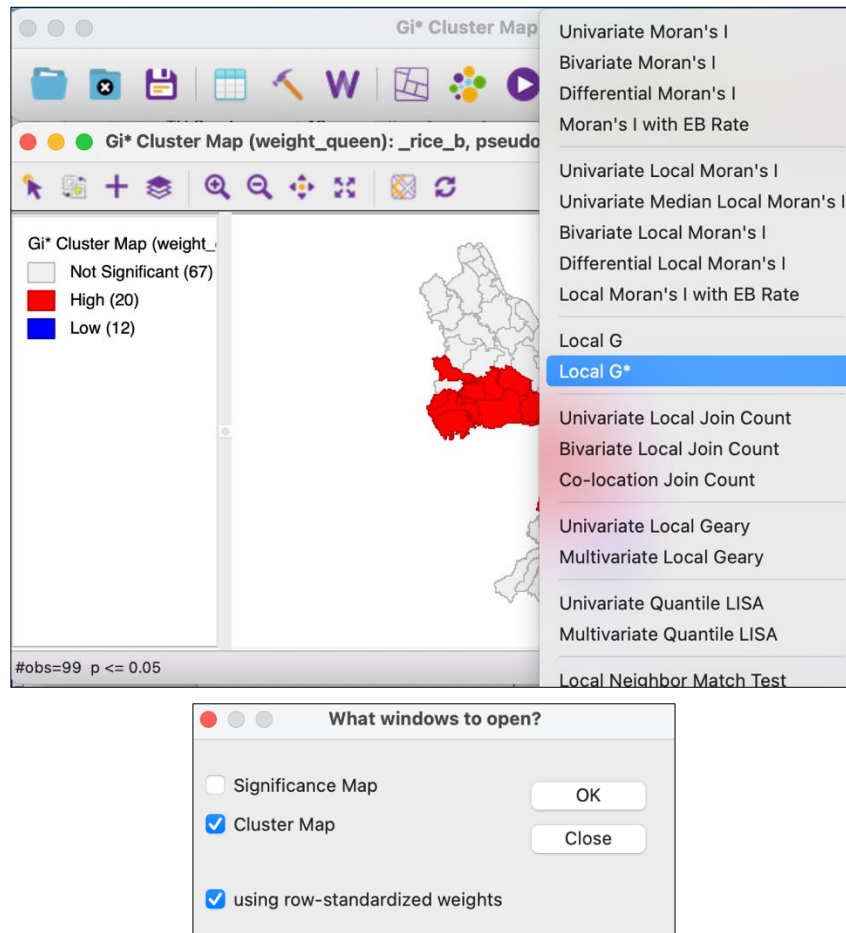 Gi* Cluster Map
Gi* Cluster Map (weight_queen): _rice_b, pseudo
Gi* Cluster Map (weight_
Not Significant (67)
High (20)
Low (12)
#obs=99 p <= 0.05
Univariate Moran's I
Bivariate Moran's I
Differential Moran's I
Moran's I with EB Rate
Univariate Local Moran's I
Univariate Median Local Moran's I
Bivariate Local Moran's I
Differential Local Moran's I
Local Moran's I with EB Rate
Local G
Local G*
Univariate Local Join Count
Bivariate Local Join Count
Co-location Join Count
Univariate Local Geary
Multivariate Local Geary
Univariate Quantile LISA
Multivariate Quantile LISA
Local Neighbor Match Test
What windows to open?
Significance Map
OK
Cluster Map
Close
using row-standardized weights